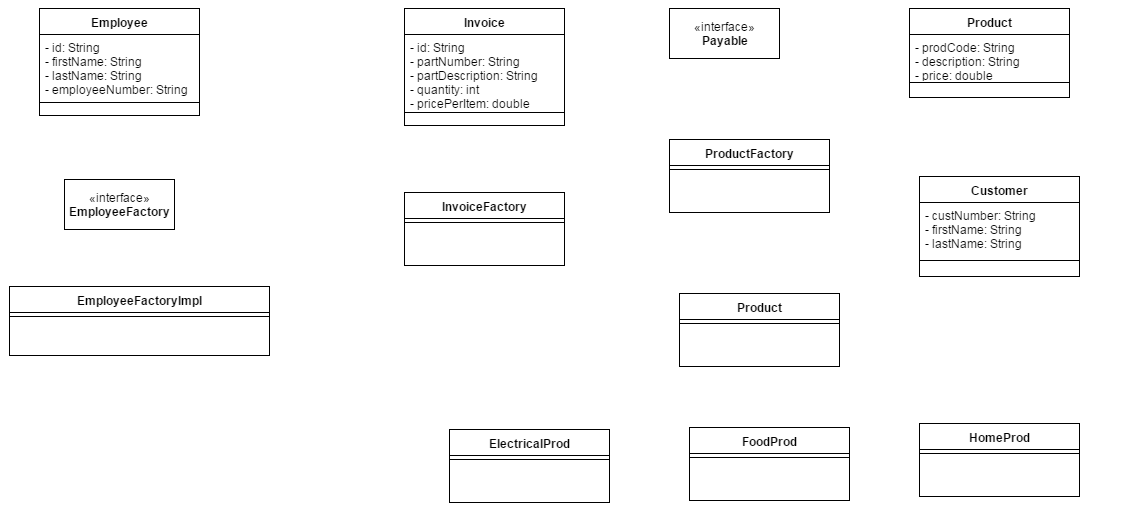 Employee
- id: String
- firstName: String
- lastName: String
- employeeNumber: String
Invoice
- id: String
- partNumber: String
- partDescription: String
- quantity: int
- pricePerItem: double
«interface»
Payable
Product
- prodCode: String
- description: String
- price: double
ProductFactory
«interface»
EmployeeFactory
InvoiceFactory
Customer
- custNumber: String
- firstName: String
- lastName: String
EmployeeFactoryImpl
Product
ElectricalProd
FoodProd
HomeProd